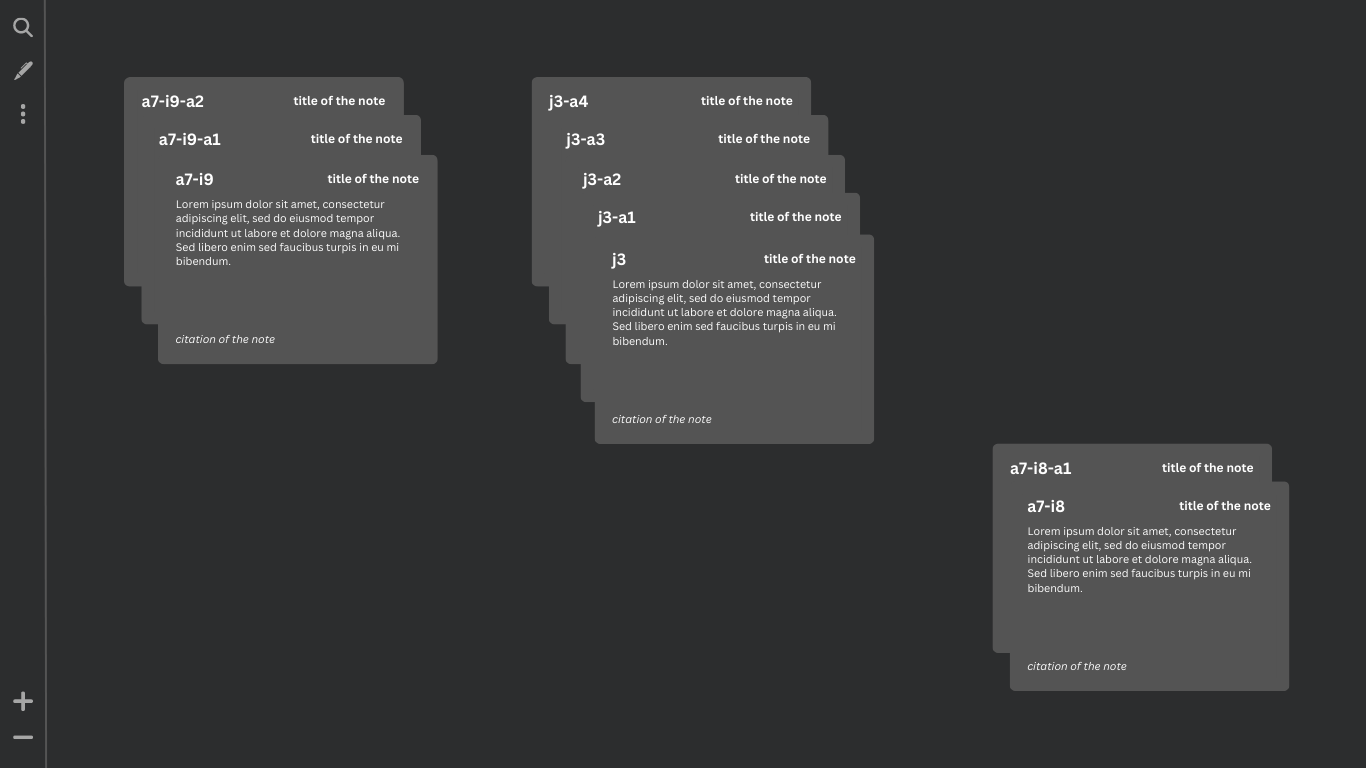 a7-i9-a2 title of the note
a7-i9-a1 title of the note
a7-i9 title of the note
Lorem ipsum dolor sit amet, consectetur
adipiscing elit, sed do eiusmod tempor
incididunt ut labore et dolore magna aliqua.
Sed libero enim sed faucibus turpis in eu mi
bibendum.
citation of the note
j3-a4 title of the note
j3-a3 title of the note
j3-a2 title of the note
j3-a1 title of the note
j3 title of the note
Lorem ipsum dolor sit amet, consectetur
adipiscing elit, sed do eiusmod tempor
incididunt ut labore et dolore magna aliqua.
Sed libero enim sed faucibus turpis in eu mi
bibendum.
citation of the note
a7-i8-a1 title of the note
a7-i8 title of the note
Lorem ipsum dolor sit amet, consectetur
adipiscing elit, sed do eiusmod tempor
incididunt ut labore et dolore magna aliqua.
Sed libero enim sed faucibus turpis in eu mi
bibendum.
citation of the note